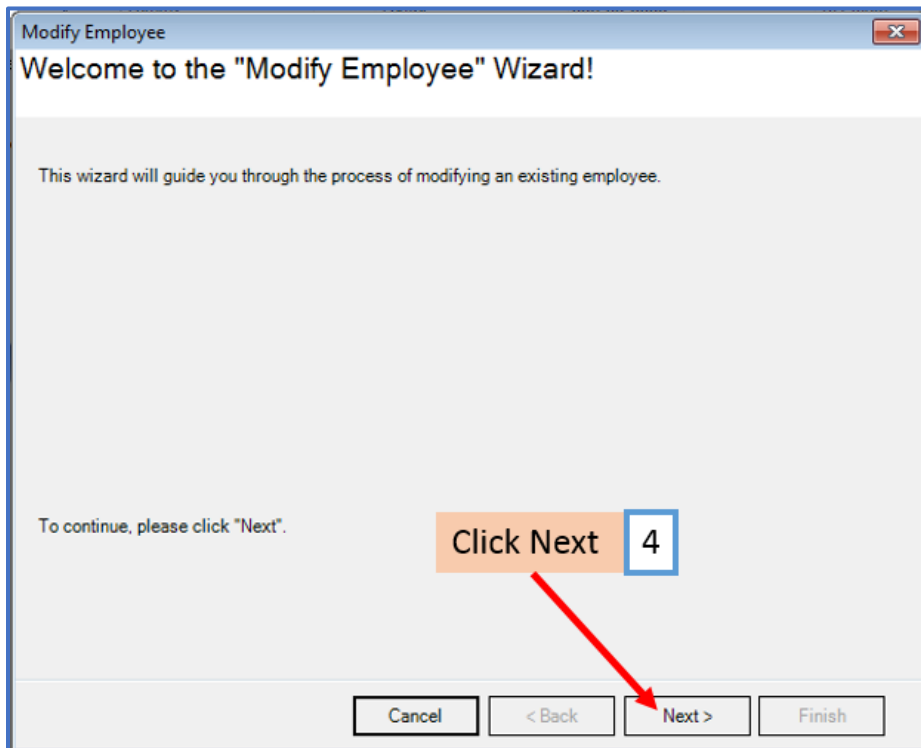 Modify Employee
Welcome to the "Modify Employee" Wizard!
This wizard will guide you through the process of modifying an existing employee.
To continue, please click "Next".
Click Next 4
Cancel < Back Next > Finish